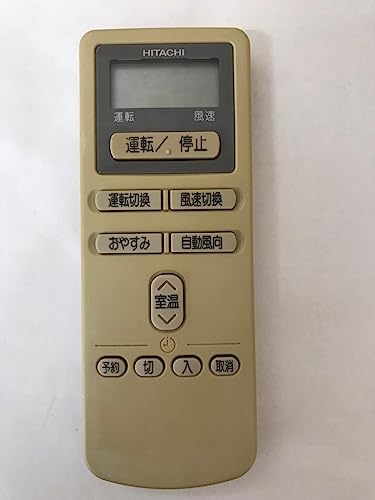 HITACHI
運転 風速
運転/停止
運転切換 風速切換
おやすみ 自動風向
室温
予約 切 入 取消